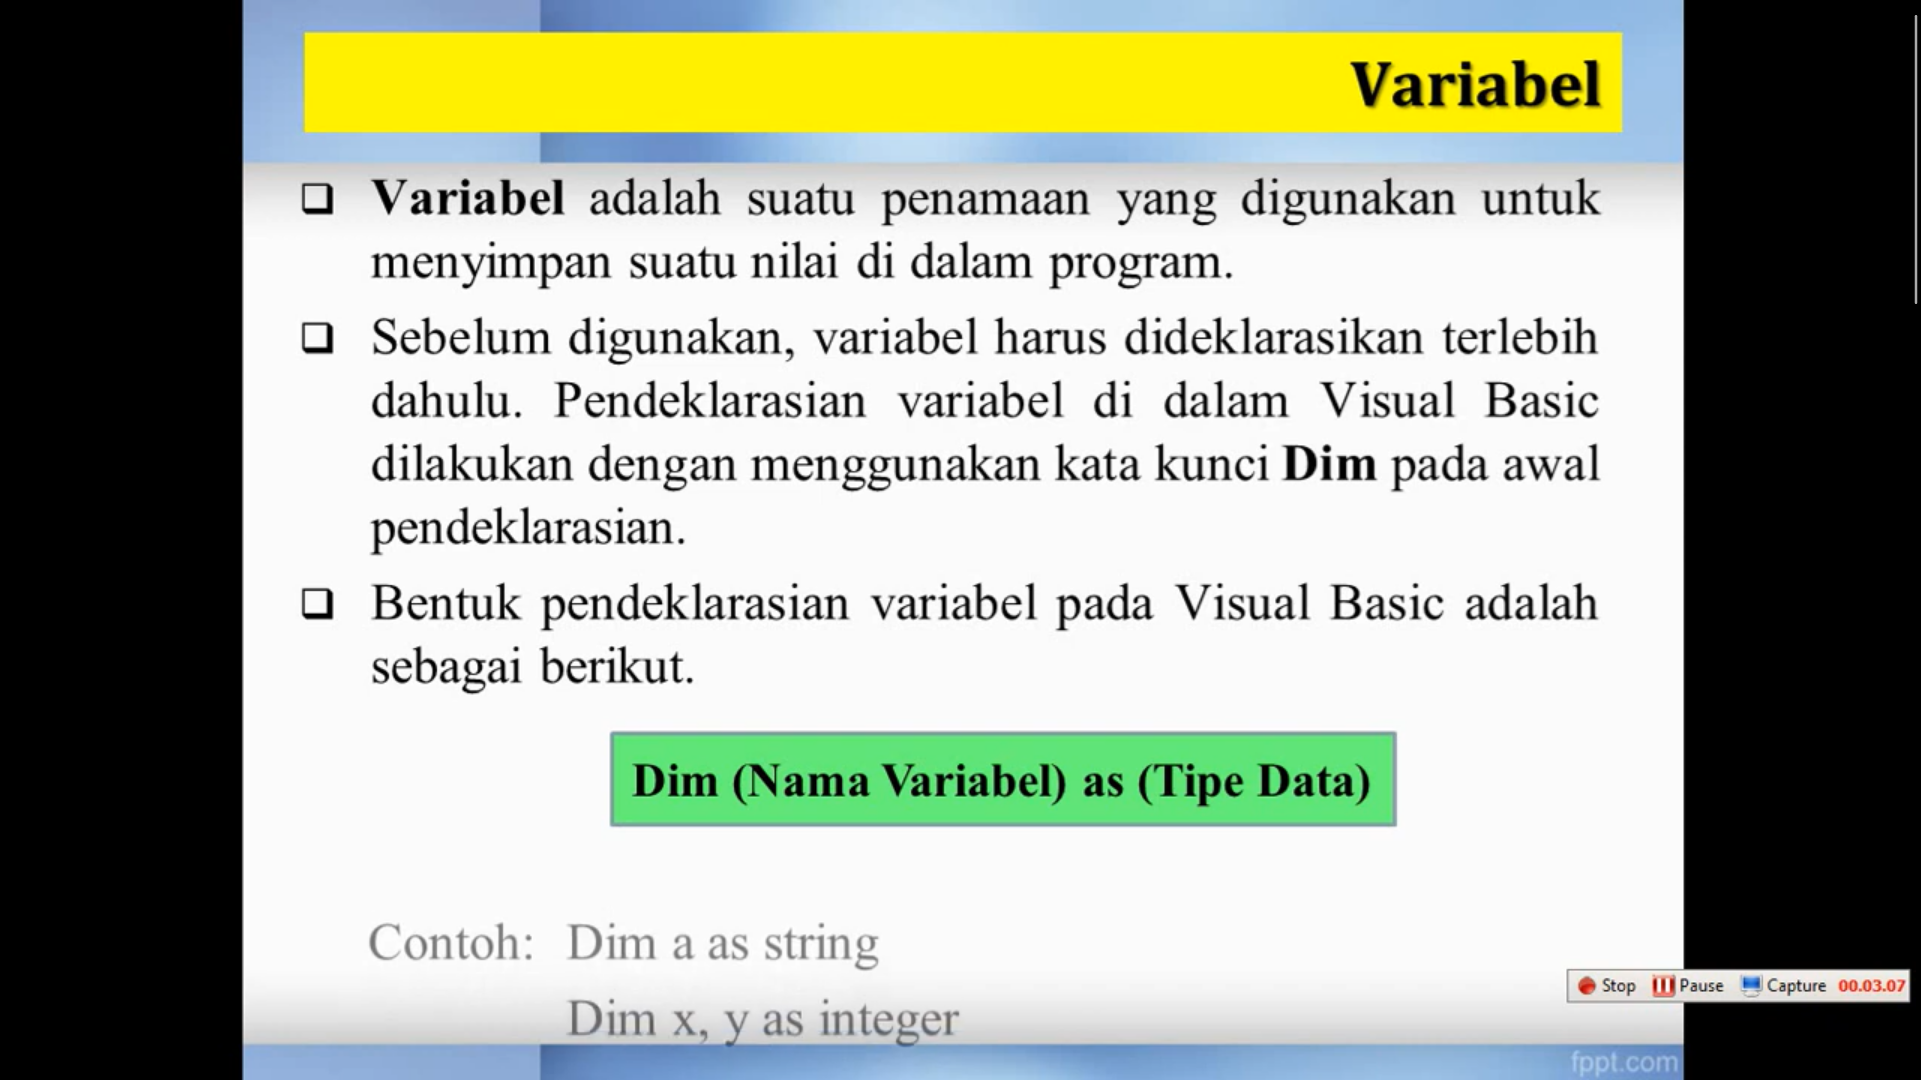 Variabel
❑ Variabel adalah suatu penamaan yang digunakan untuk
menyimpan suatu nilai di dalam program.
❑ Sebelum digunakan, variabel harus dideklarasikan terlebih
dahulu. Pendeklarasian variabel di dalam Visual Basic
dilakukan dengan menggunakan kata kunci Dim pada awal
pendeklarasian.
❑ Bentuk pendeklarasian variabel pada Visual Basic adalah
sebagai berikut.
Dim (Nama Variabel) as (Tipe Data)
Contoh: Dim a as string
Dim x, y as integer
Stop Pause Capture 00.03.07
fppt.com